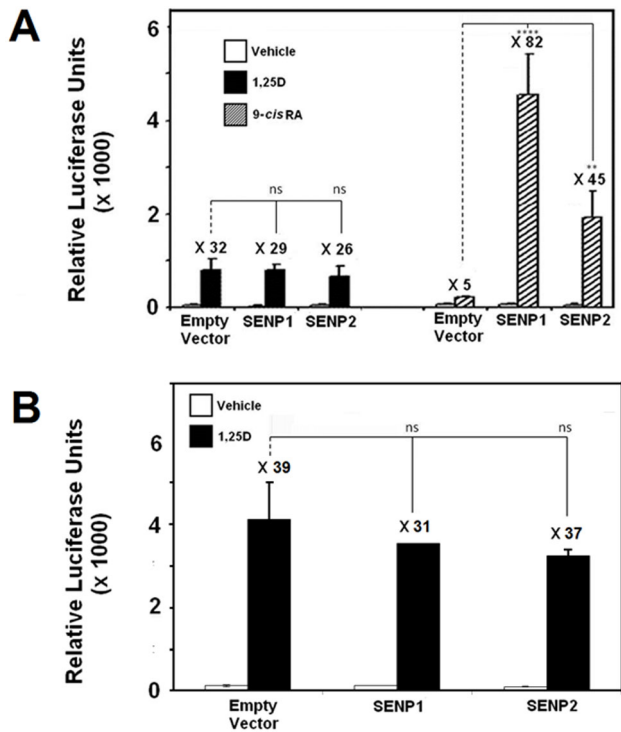 A
Relative Luciferase Units
(x 1000)
6
4
2
0
Vehicle
1,25D
9-cis RA
ns
ns
X 32
X 29
X 26
X 5
****
X 82
**
X 45
Empty
Vector
SENP1
SENP2
Empty
Vector
SENP1
SENP2
B
Relative Luciferase Units
(x 1000)
6
4
2
0
Vehicle
1,25D
ns
ns
X 39
X 31
X 37
Empty
Vector
SENP1
SENP2